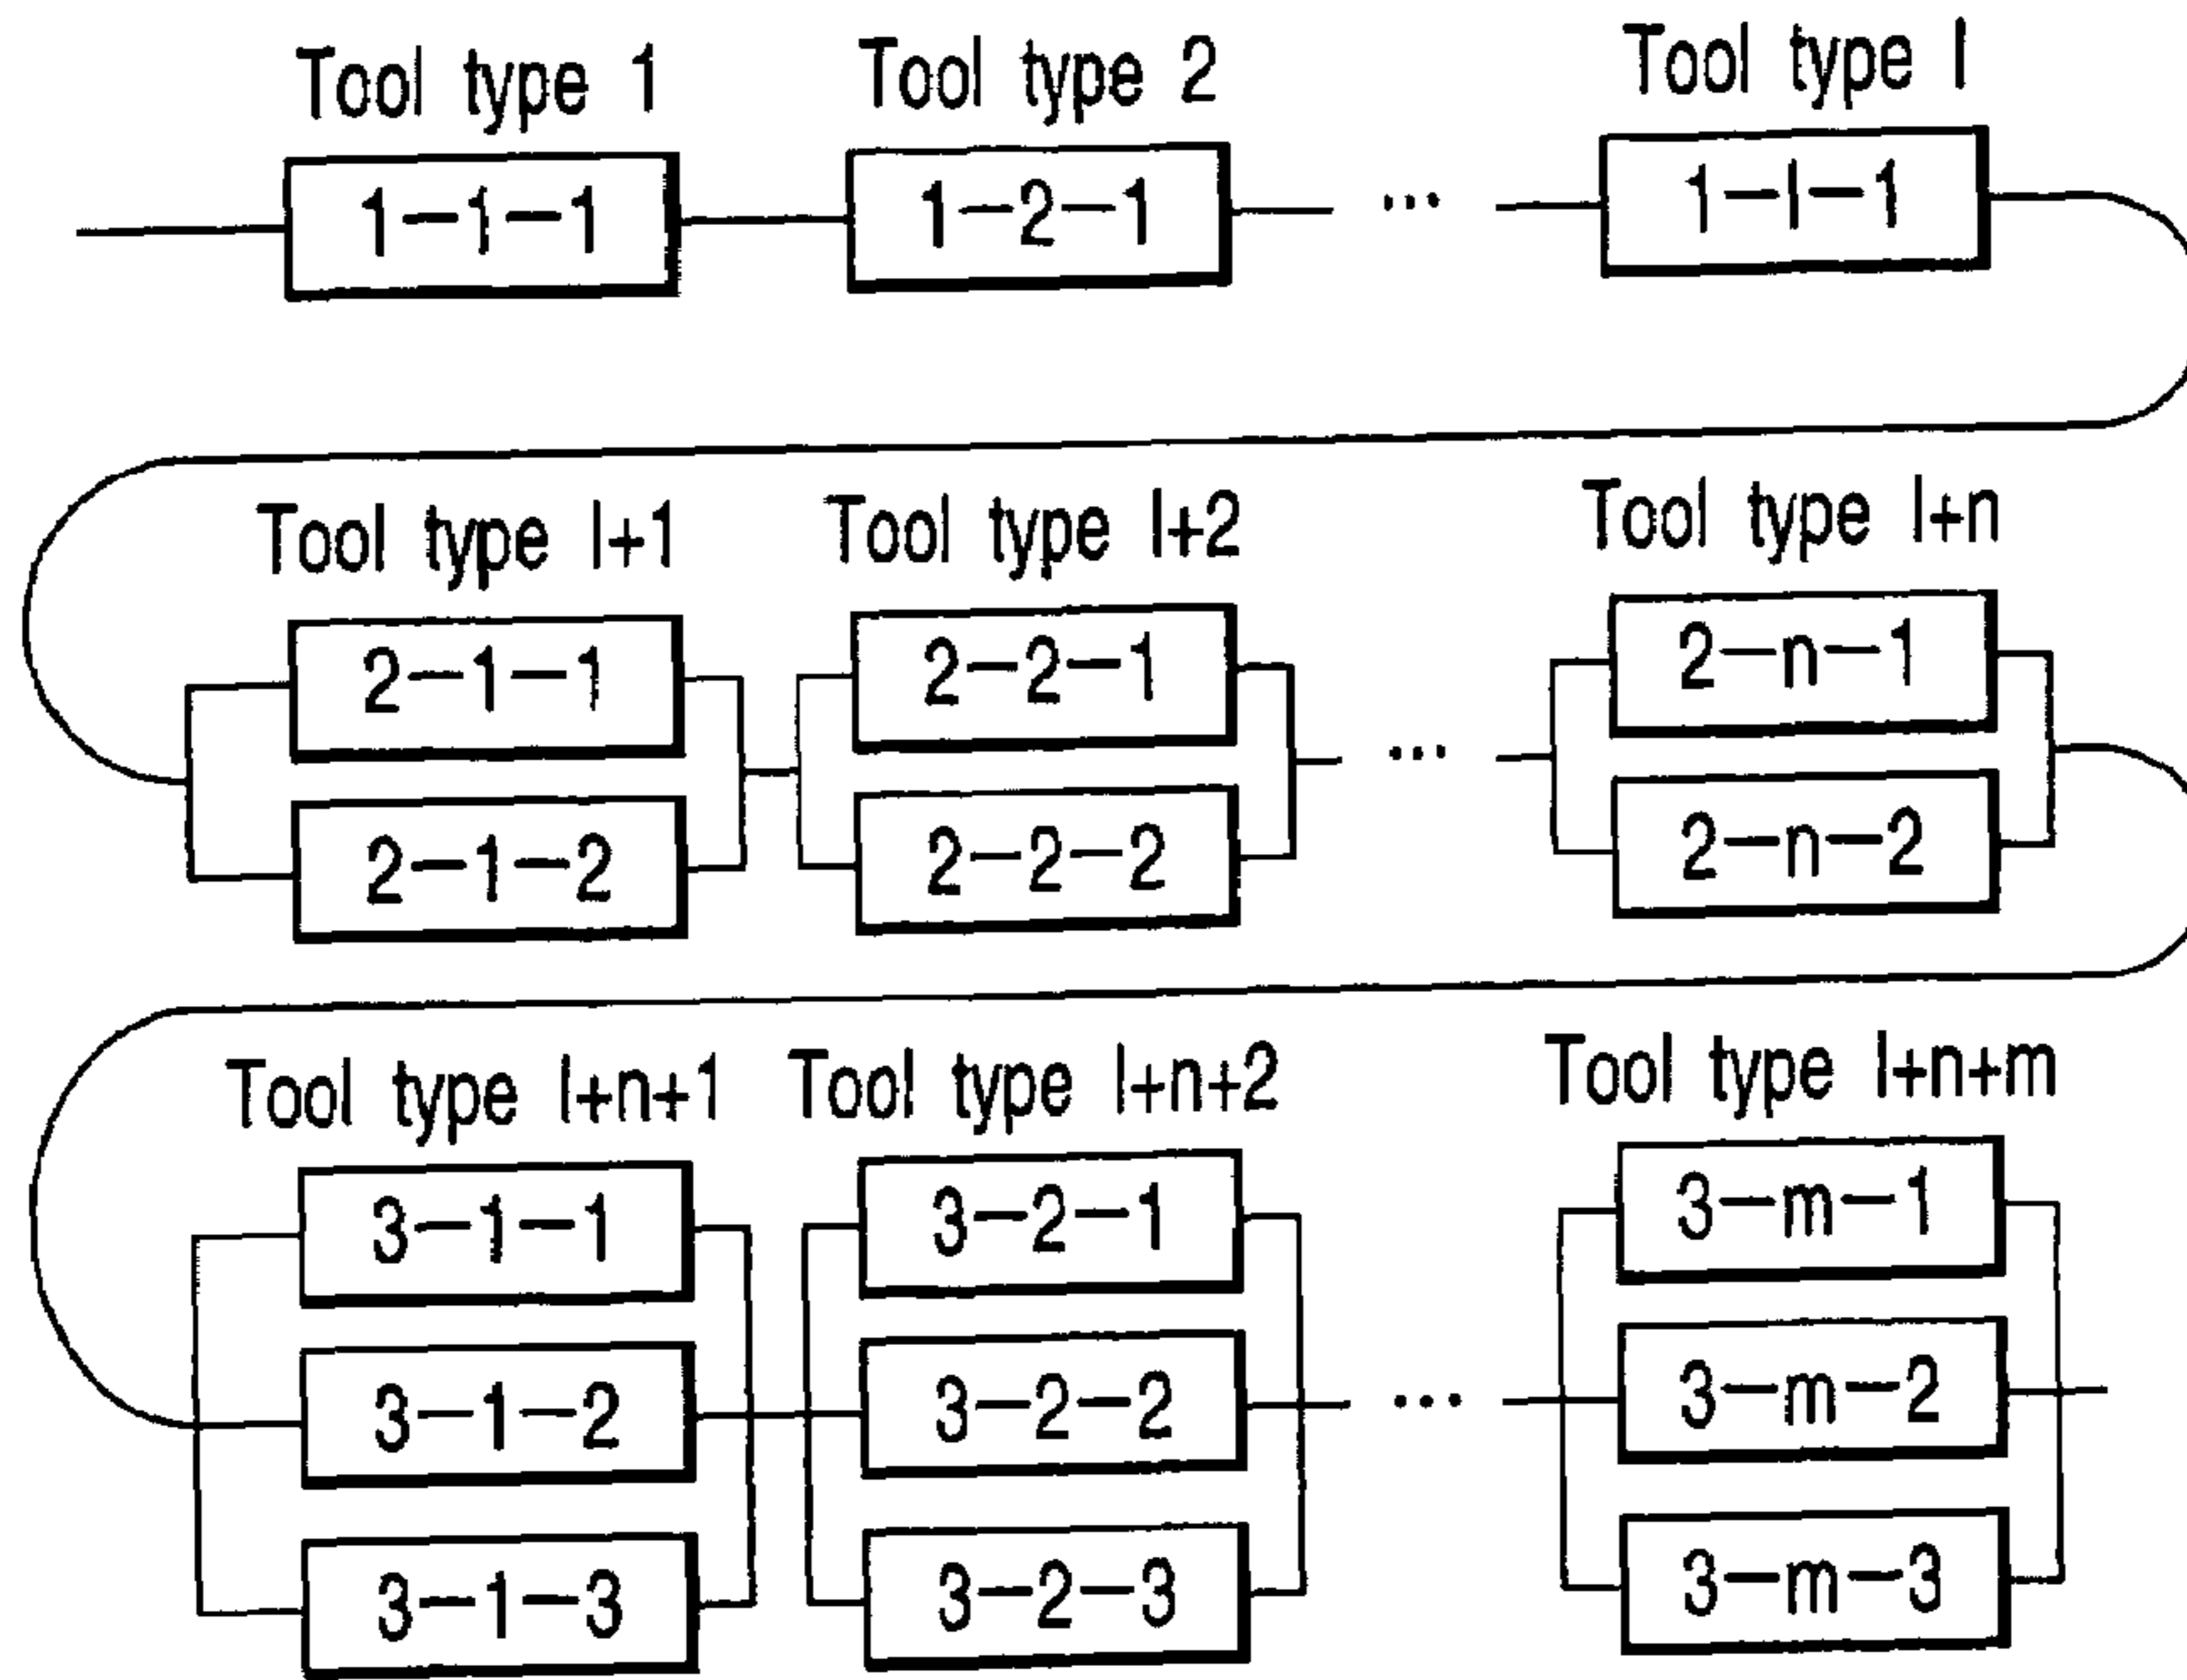 Tool type 1 Tool type 2 Tool type l
1-1-1 1-2-1 ... 1-l-1
Tool type l+1 Tool type l+2 Tool type l+n
2-1-1 2-2-1 2-n-1
...
2-1-2 2-2-2 2-n-2
Tool type l+n+1 Tool type l+n+2 Tool type l+n+m
3-1-1 3-2-1 3-m-1
3-1-2 3-2-2 ... 3-m-2
3-1-3 3-2-3 3-m-3